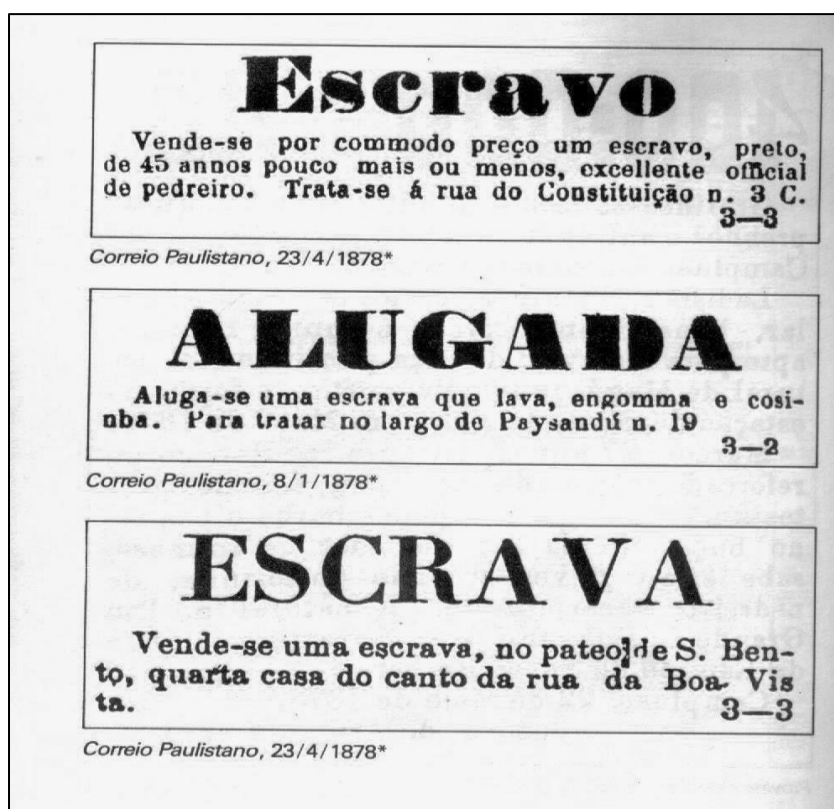 Escravo
Vende-se por commodo preço um escravo, preto,
de 45 annos pouco mais ou menos, excellente official
de pedreiro. Trata-se á rua do Constituição n. 3 C.
3—3
Correio Paulistano, 23/4/1878*
ALUGADA
Aluga-se uma escrava que lava, engomma e cosi-
nha. Para tratar no largo de Paysandú n. 19
3—2
Correio Paulistano, 8/1/1878*
ESCRAVA
Vende-se uma escrava, no pateo de S. Ben-
to, quarta casa do canto da rua da Boa Vis
ta.
3—3
Correio Paulistano, 23/4/1878*